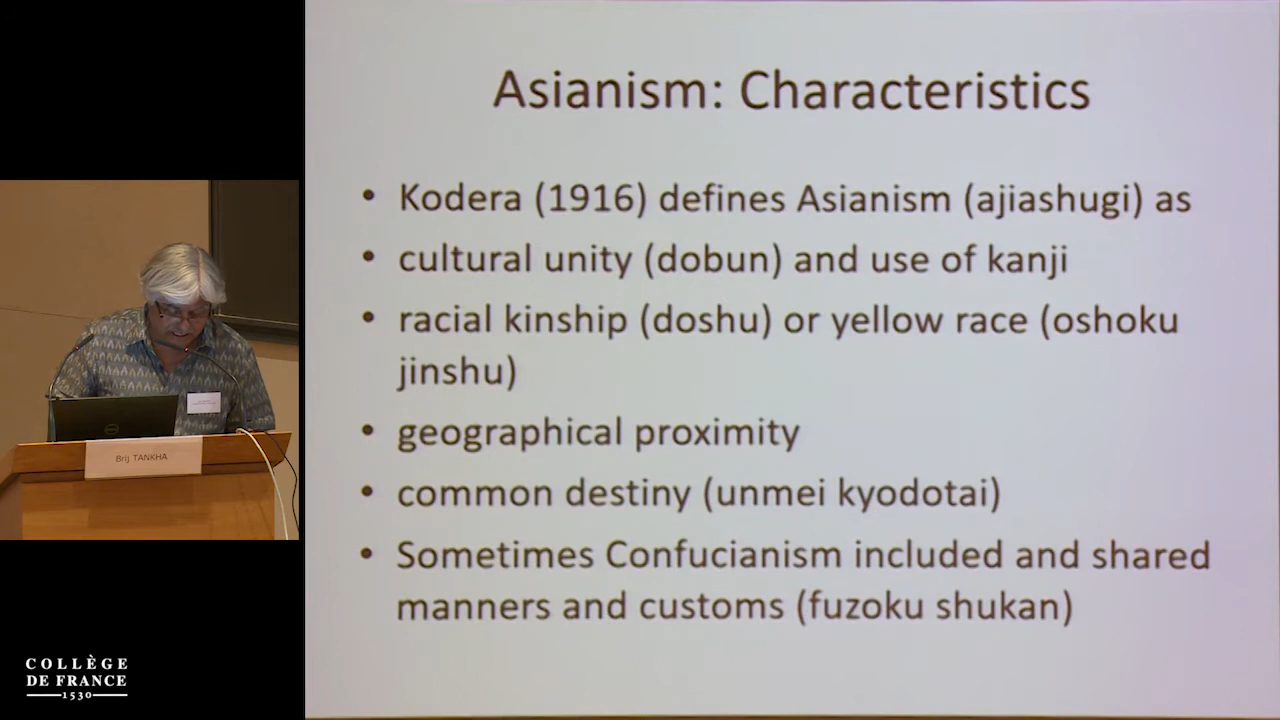 Asianism: Characteristics
• Kodera (1916) defines Asianism (ajiashugi) as
• cultural unity (dobun) and use of kanji
• racial kinship (doshu) or yellow race (oshoku
jinshu)
• geographical proximity
• common destiny (unmei kyodotai)
• Sometimes Confucianism included and shared
manners and customs (fuzoku shukan)
Brij TANKHA
DELL
COLLÈGE
DE FRANCE
1530